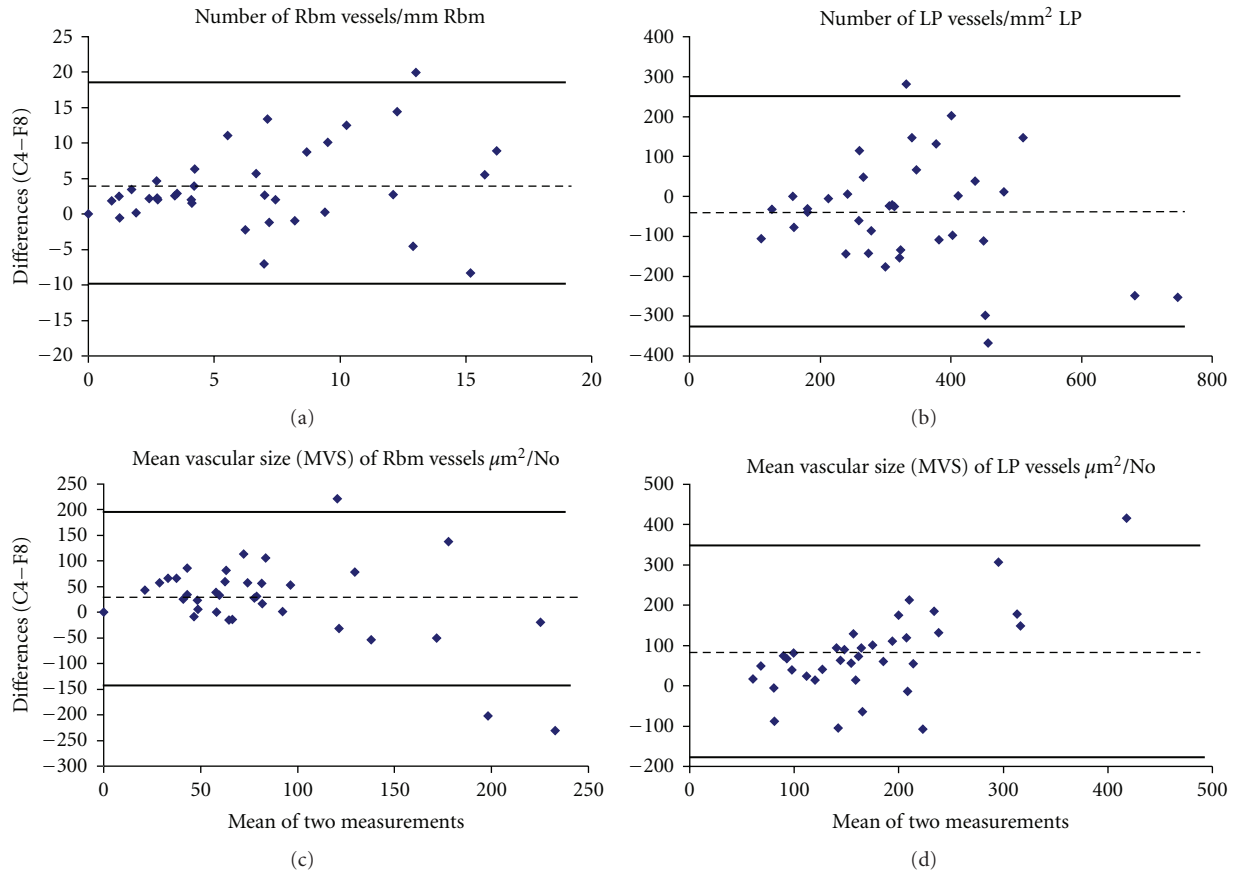 Number of Rbm vessels/mm Rbm
25
20
15
10
5
0
−5
−10
−15
−20
0 5 10 15 20
Differences (C4−F8)
(a)
Number of LP vessels/mm² LP
400
300
200
100
0
−100
−200
−300
−400
0 200 400 600 800
(b)
Mean vascular size (MVS) of Rbm vessels μm²/No
250
200
150
100
50
0
−50
−100
−150
−200
−250
−300
0 50 100 150 200 250
Differences (C4−F8)
Mean of two measurements
(c)
Mean vascular size (MVS) of LP vessels μm²/No
500
400
300
200
100
0
−100
−200
0 100 200 300 400 500
Mean of two measurements
(d)